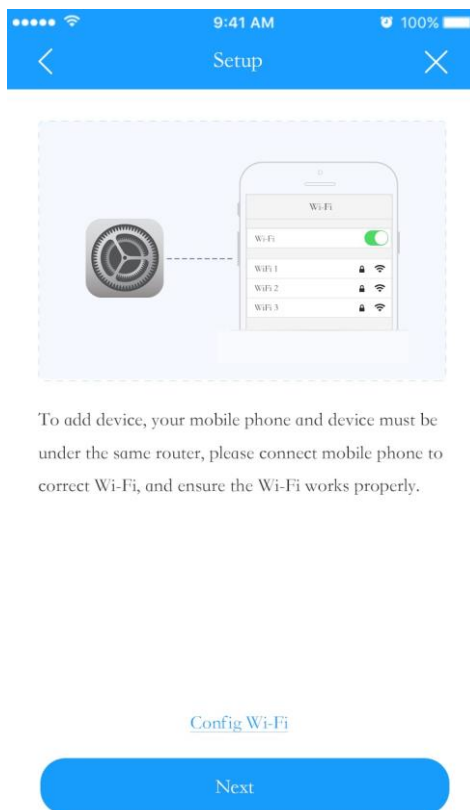 9:41 AM
100%
Setup
Wi-Fi
Wi-Fi
WiFi 1
WiFi 2
WiFi 3
To add device, your mobile phone and device must be
under the same router, please connect mobile phone to
correct Wi-Fi, and ensure the Wi-Fi works properly.
Config Wi-Fi
Next